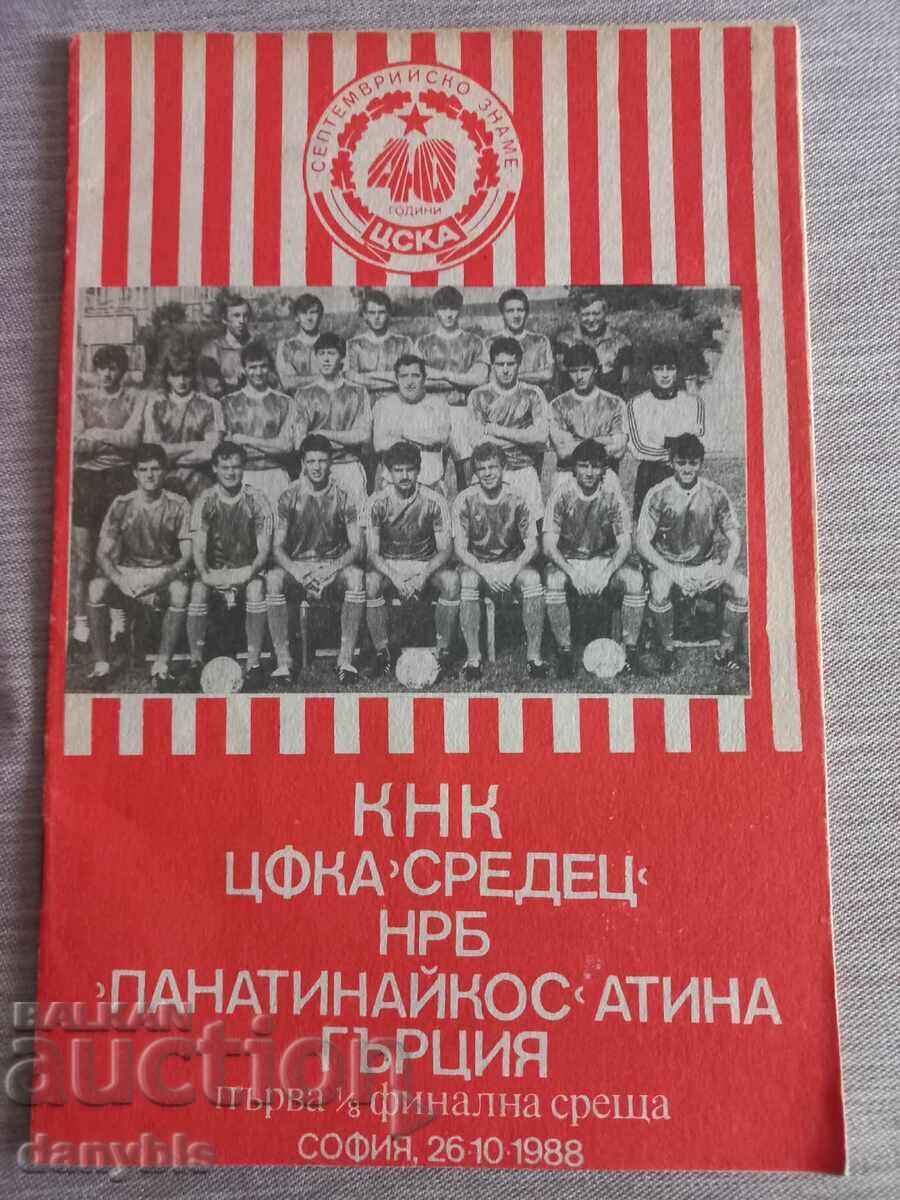 СЕПТЕМВРИЙСКО ЗНАМЕ
40
ГОДИНИ
ЦСКА
КНК
ЦФКА ›СРЕДЕЦ‹
НРБ
›ПАНАТИНАЙКОС‹ АТИНА
ГЪРЦИЯ
първа 1/8 финална среща
СОФИЯ, 26·10·1988
BALKAN
auction
danybls